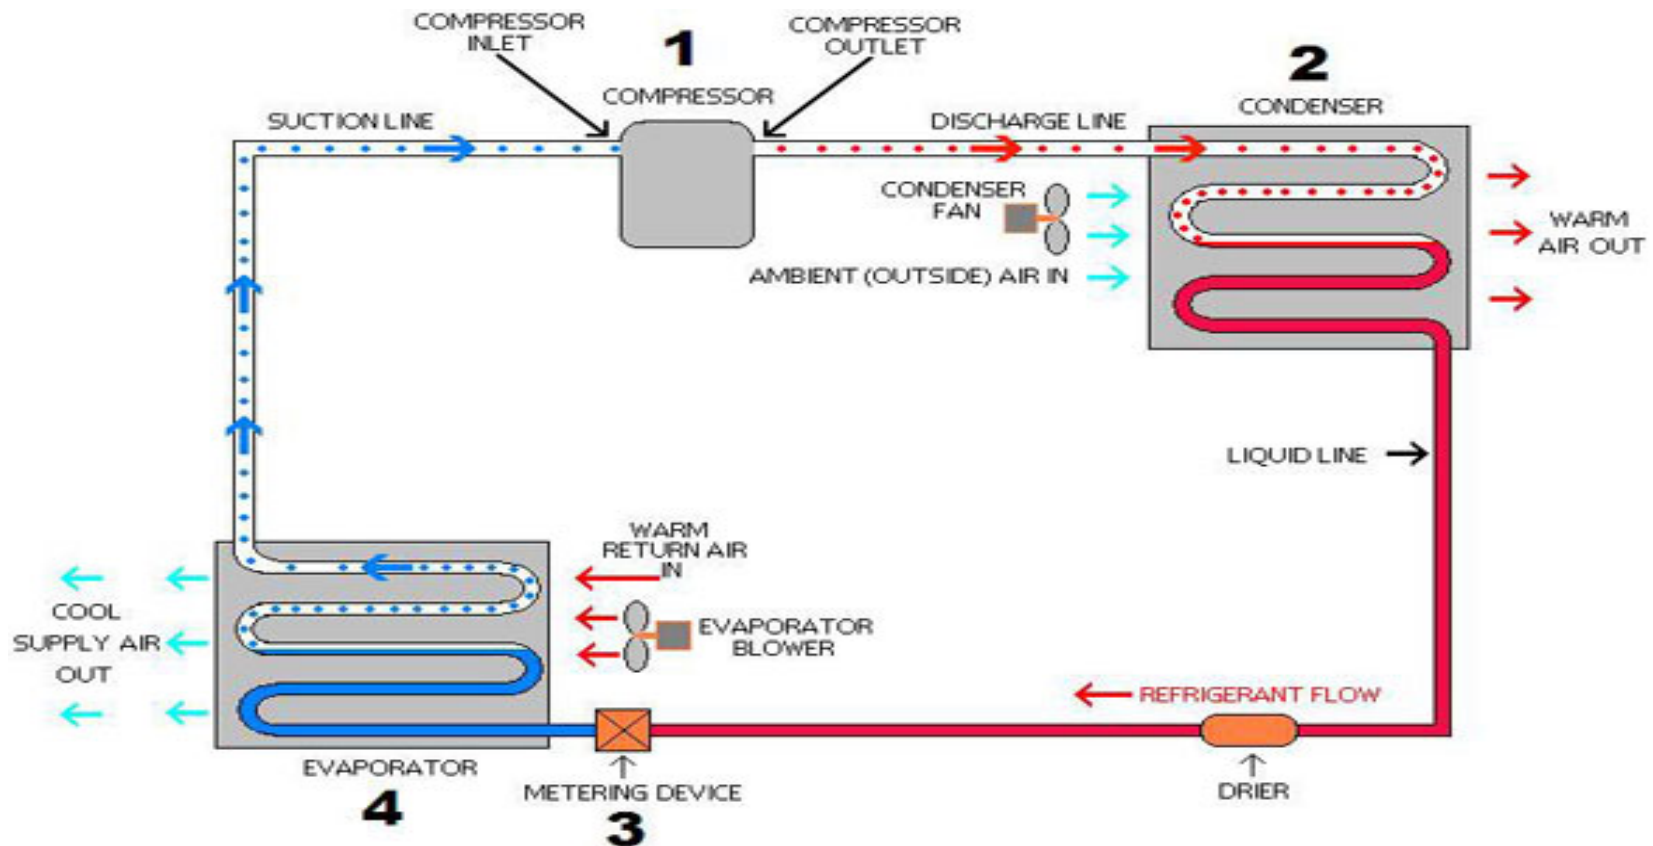 COMPRESSOR
INLET
1
COMPRESSOR
OUTLET
2
COMPRESSOR
CONDENSER
SUCTION LINE
DISCHARGE LINE
CONDENSER
FAN
WARM
AIR OUT
AMBIENT (OUTSIDE) AIR IN
LIQUID LINE
WARM
RETURN AIR
IN
COOL
SUPPLY AIR
OUT
EVAPORATOR
BLOWER
REFRIGERANT FLOW
EVAPORATOR
4
METERING DEVICE
3
DRIER